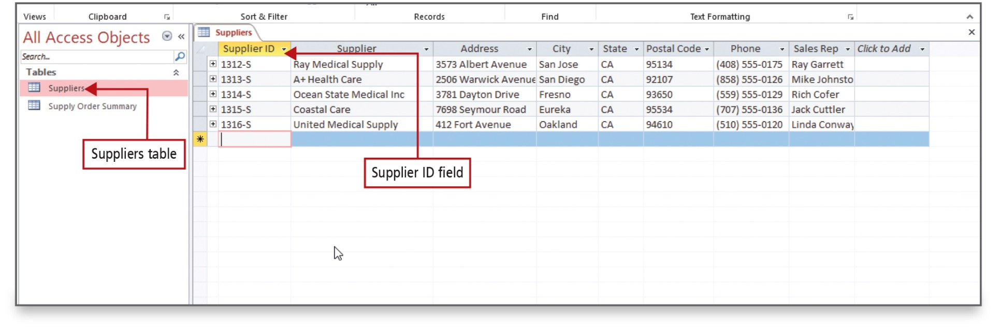 Views Clipboard Sort & Filter Records Find Text Formatting
All Access Objects
Search...
Tables
Suppliers
Supply Order Summary
Suppliers table
Suppliers
Supplier ID Supplier Address City State Postal Code Phone Sales Rep Click to Add
1312-S Ray Medical Supply 3573 Albert Avenue San Jose CA 95134 (408) 555-0175 Ray Garrett
1313-S A+ Health Care 2506 Warwick Avenue San Diego CA 92107 (858) 555-0126 Mike Johnsto
1314-S Ocean State Medical Inc 3781 Dayton Drive Fresno CA 93650 (559) 555-0129 Rich Cofer
1315-S Coastal Care 7698 Seymour Road Eureka CA 95534 (707) 555-0136 Jack Cuttler
1316-S United Medical Supply 412 Fort Avenue Oakland CA 94610 (510) 555-0120 Linda Conway
Supplier ID field